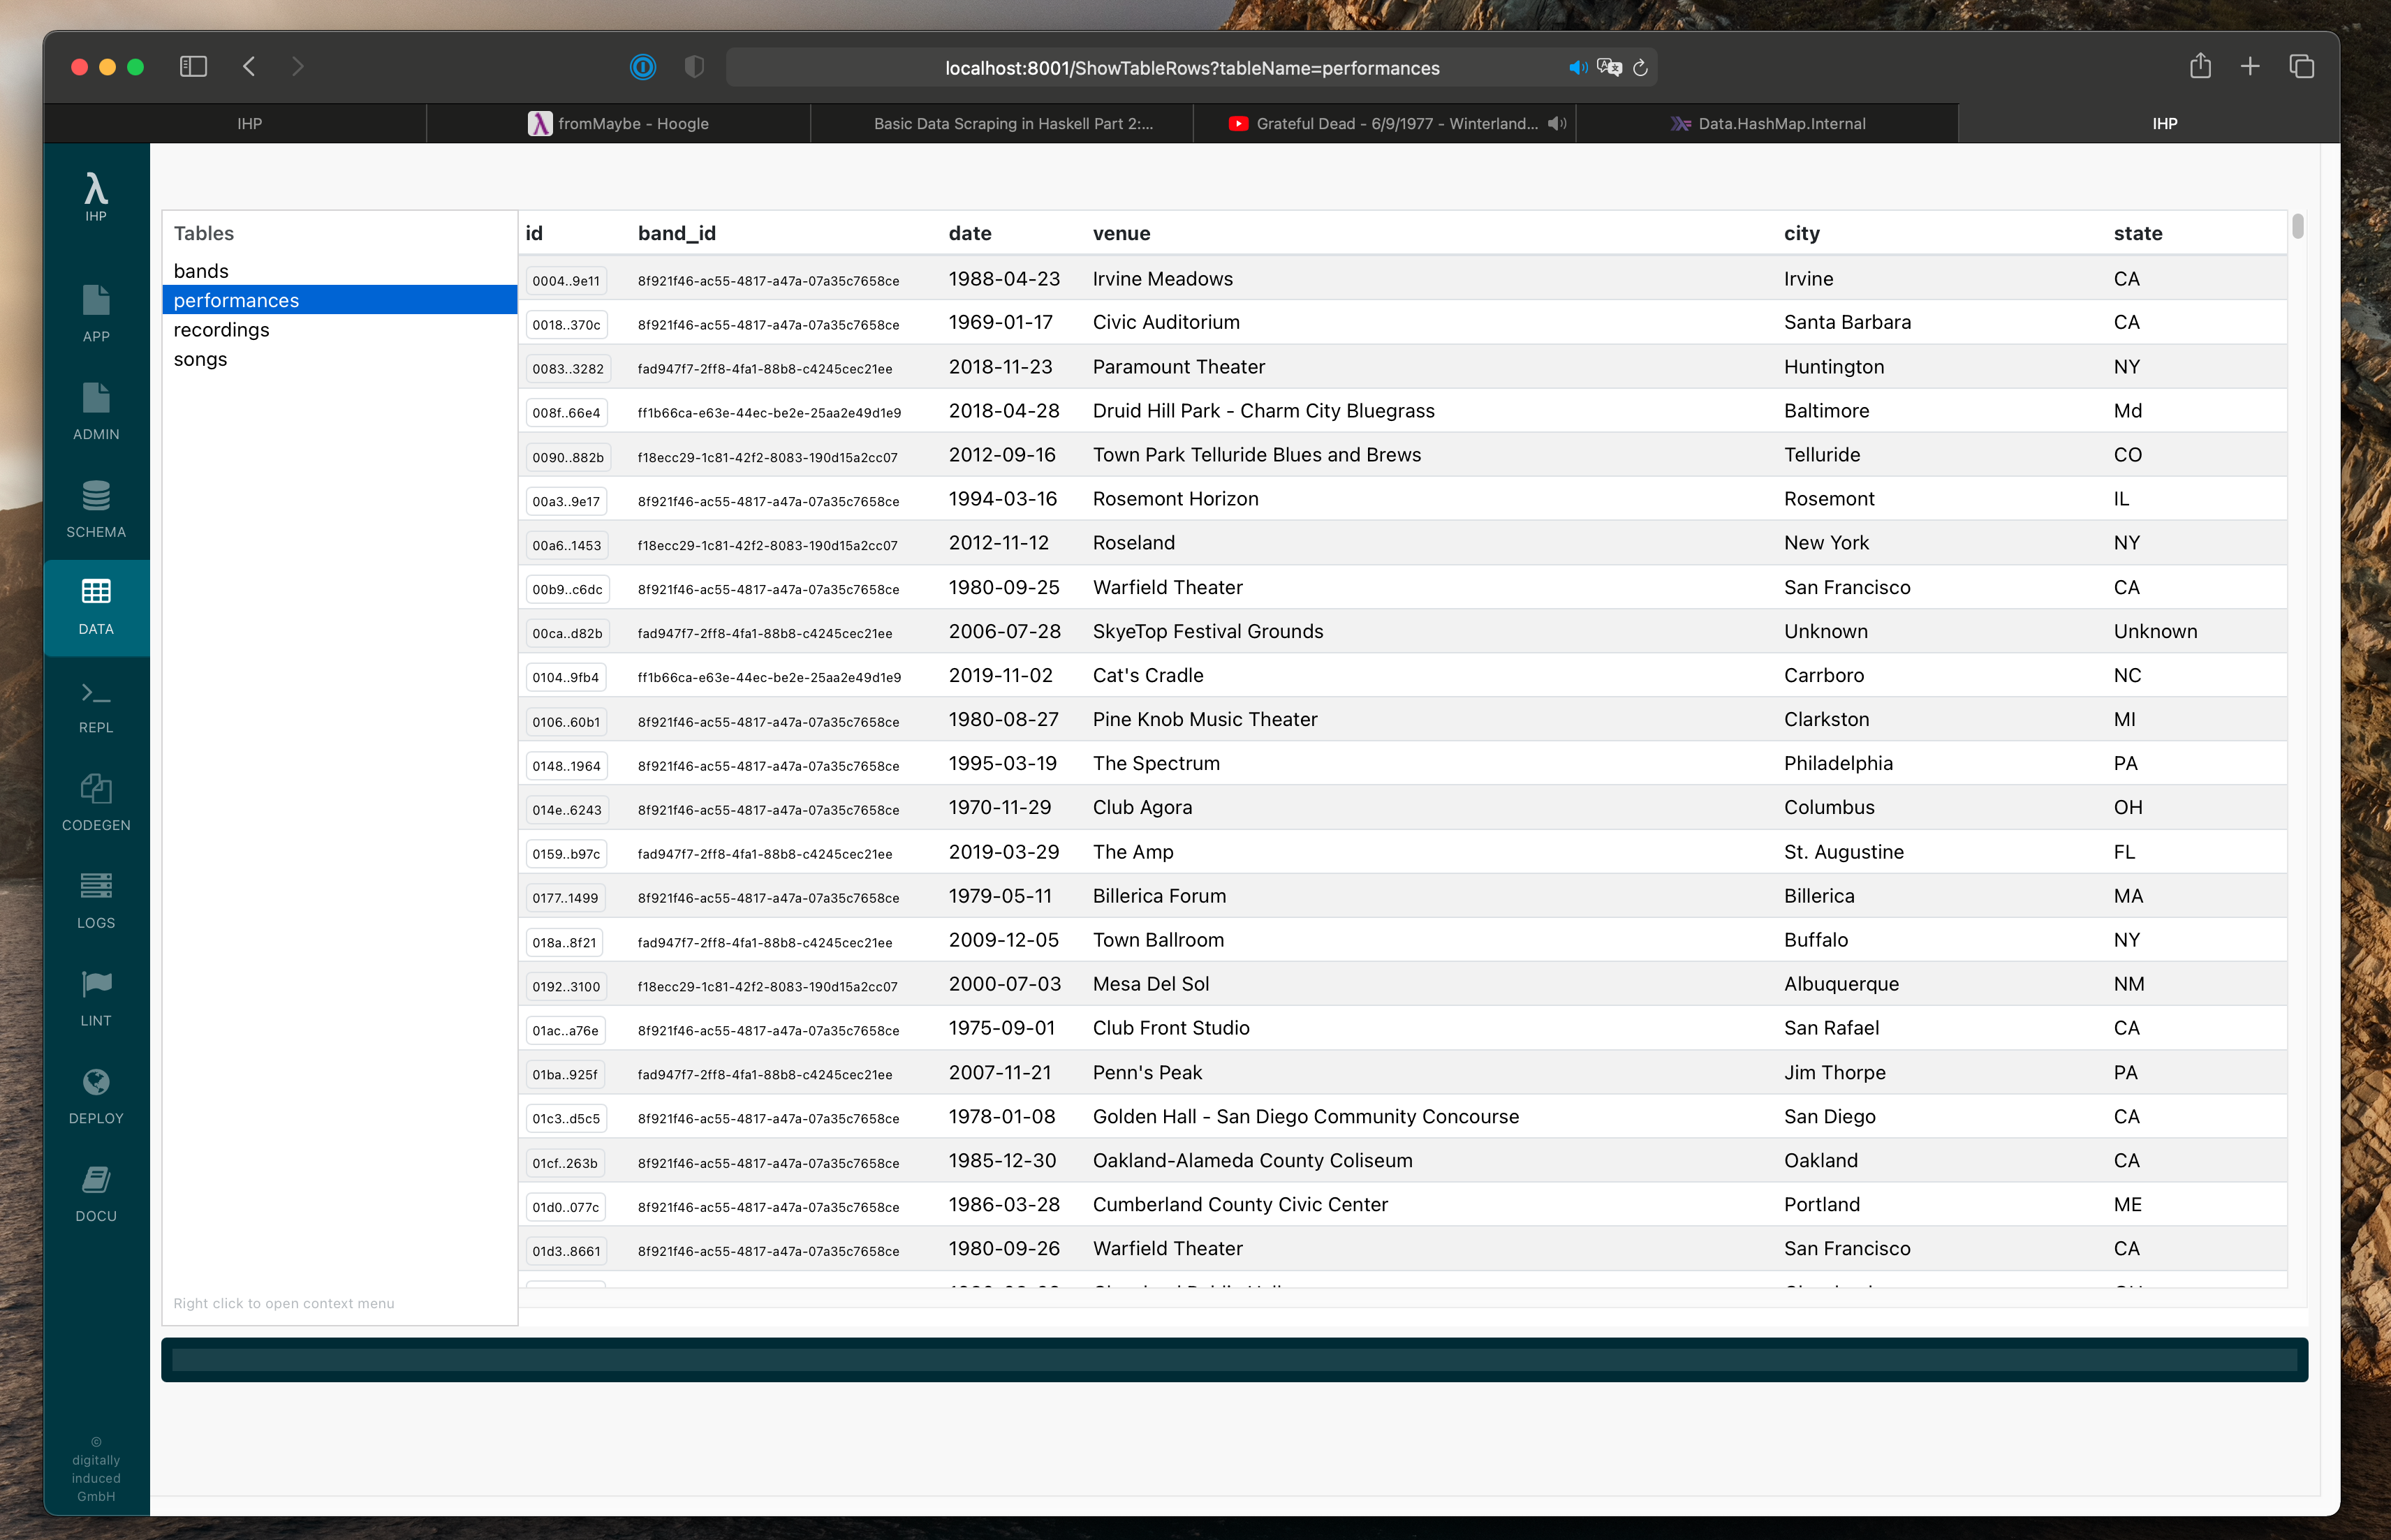 localhost:8001/ShowTableRows?tableName=performances
IHP
fromMaybe - Hoogle
Basic Data Scraping in Haskell Part 2:...
Grateful Dead - 6/9/1977 - Winterland...
Data.HashMap.Internal
IHP
λ
IHP
APP
ADMIN
SCHEMA
DATA
REPL
CODEGEN
LOGS
LINT
DEPLOY
DOCU
©
digitally
induced
GmbH
Tables
bands
performances
recordings
songs
Right click to open context menu
id band_id date venue city state
0004..9e11 8f921f46-ac55-4817-a47a-07a35c7658ce 1988-04-23 Irvine Meadows Irvine CA
0018..370c 8f921f46-ac55-4817-a47a-07a35c7658ce 1969-01-17 Civic Auditorium Santa Barbara CA
0083..3282 fad947f7-2ff8-4fa1-88b8-c4245cec21ee 2018-11-23 Paramount Theater Huntington NY
008f..66e4 ff1b66ca-e63e-44ec-be2e-25aa2e49d1e9 2018-04-28 Druid Hill Park - Charm City Bluegrass Baltimore Md
0090..882b f18ecc29-1c81-42f2-8083-190d15a2cc07 2012-09-16 Town Park Telluride Blues and Brews Telluride CO
00a3..9e17 8f921f46-ac55-4817-a47a-07a35c7658ce 1994-03-16 Rosemont Horizon Rosemont IL
00a6..1453 f18ecc29-1c81-42f2-8083-190d15a2cc07 2012-11-12 Roseland New York NY
00b9..c6dc 8f921f46-ac55-4817-a47a-07a35c7658ce 1980-09-25 Warfield Theater San Francisco CA
00ca..d82b fad947f7-2ff8-4fa1-88b8-c4245cec21ee 2006-07-28 SkyeTop Festival Grounds Unknown Unknown
0104..9fb4 ff1b66ca-e63e-44ec-be2e-25aa2e49d1e9 2019-11-02 Cat's Cradle Carrboro NC
0106..60b1 8f921f46-ac55-4817-a47a-07a35c7658ce 1980-08-27 Pine Knob Music Theater Clarkston MI
0148..1964 8f921f46-ac55-4817-a47a-07a35c7658ce 1995-03-19 The Spectrum Philadelphia PA
014e..6243 8f921f46-ac55-4817-a47a-07a35c7658ce 1970-11-29 Club Agora Columbus OH
0159..b97c fad947f7-2ff8-4fa1-88b8-c4245cec21ee 2019-03-29 The Amp St. Augustine FL
0177..1499 8f921f46-ac55-4817-a47a-07a35c7658ce 1979-05-11 Billerica Forum Billerica MA
018a..8f21 fad947f7-2ff8-4fa1-88b8-c4245cec21ee 2009-12-05 Town Ballroom Buffalo NY
0192..3100 f18ecc29-1c81-42f2-8083-190d15a2cc07 2000-07-03 Mesa Del Sol Albuquerque NM
01ac..a76e 8f921f46-ac55-4817-a47a-07a35c7658ce 1975-09-01 Club Front Studio San Rafael CA
01ba..925f fad947f7-2ff8-4fa1-88b8-c4245cec21ee 2007-11-21 Penn's Peak Jim Thorpe PA
01c3..d5c5 8f921f46-ac55-4817-a47a-07a35c7658ce 1978-01-08 Golden Hall - San Diego Community Concourse San Diego CA
01cf..263b 8f921f46-ac55-4817-a47a-07a35c7658ce 1985-12-30 Oakland-Alameda County Coliseum Oakland CA
01d0..077c 8f921f46-ac55-4817-a47a-07a35c7658ce 1986-03-28 Cumberland County Civic Center Portland ME
01d3..8661 8f921f46-ac55-4817-a47a-07a35c7658ce 1980-09-26 Warfield Theater San Francisco CA